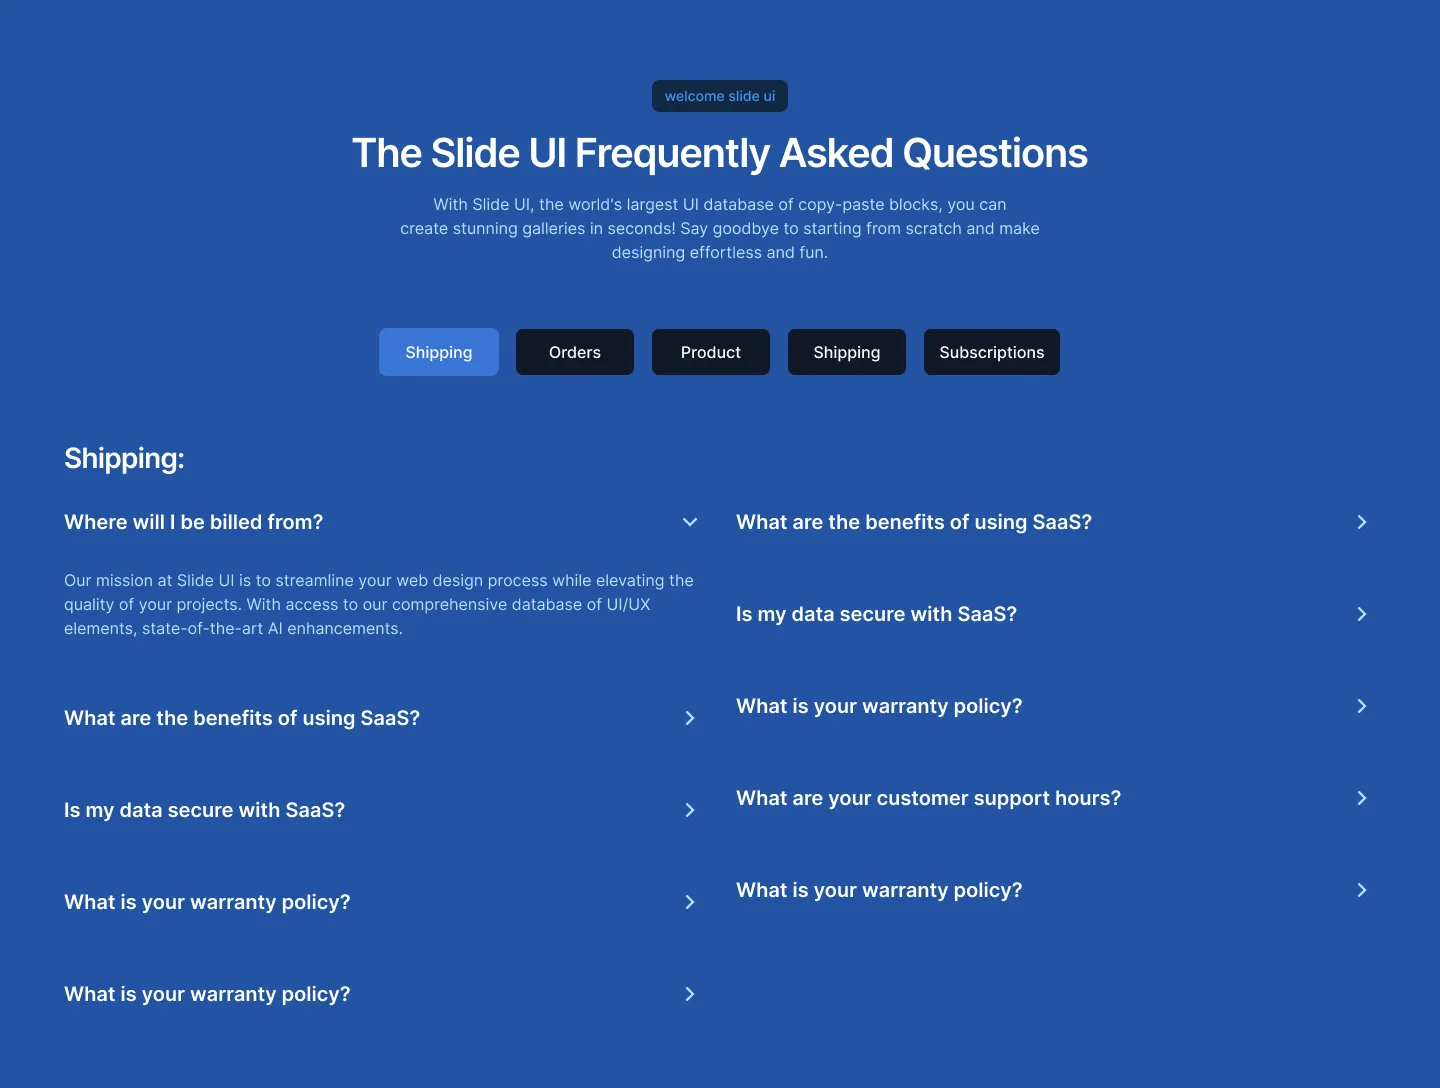 welcome slide ui
The Slide UI Frequently Asked Questions
With Slide UI, the world's largest UI database of copy-paste blocks, you can
create stunning galleries in seconds! Say goodbye to starting from scratch and make
designing effortless and fun.
Shipping
Orders
Product
Shipping
Subscriptions
Shipping:
Where will I be billed from?
Our mission at Slide UI is to streamline your web design process while elevating the
quality of your projects. With access to our comprehensive database of UI/UX
elements, state-of-the-art AI enhancements.
What are the benefits of using SaaS?
Is my data secure with SaaS?
What is your warranty policy?
What is your warranty policy?
What are the benefits of using SaaS?
Is my data secure with SaaS?
What is your warranty policy?
What are your customer support hours?
What is your warranty policy?